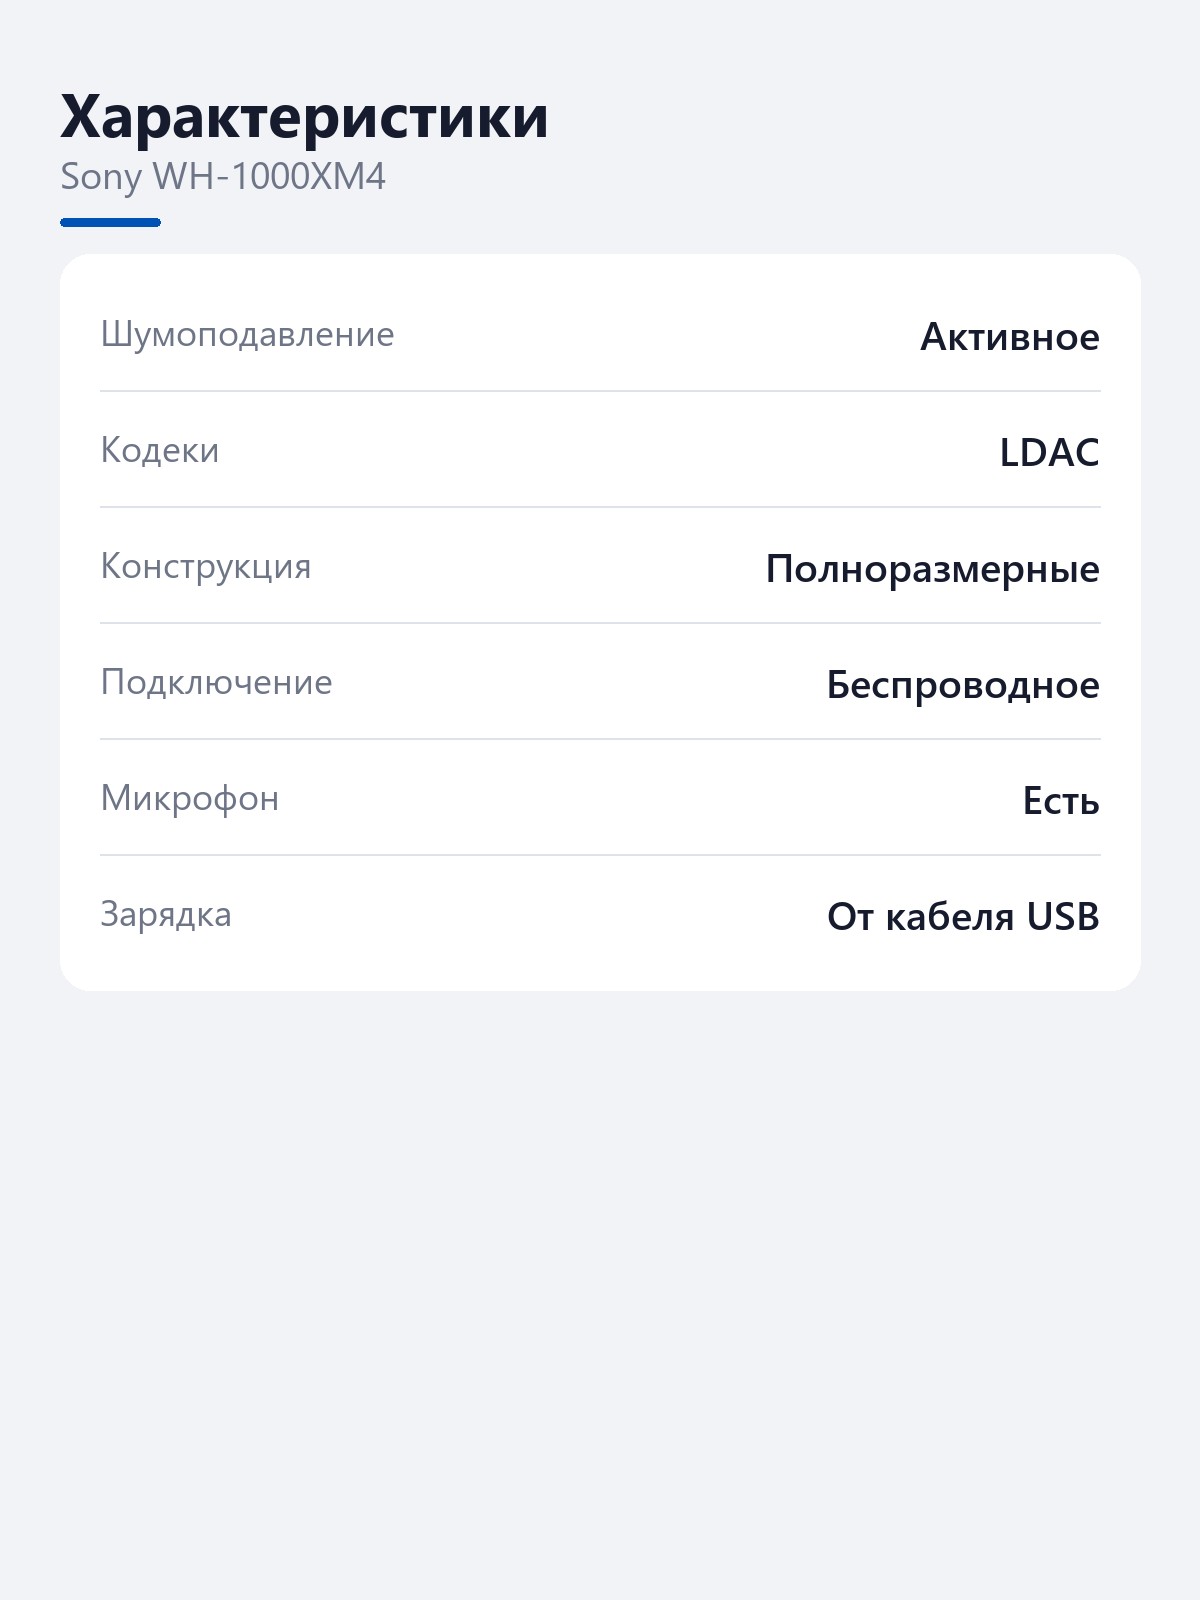 Характеристики
Sony WH-1000XM4
Шумоподавление Активное
Кодеки LDAC
Конструкция Полноразмерные
Подключение Беспроводное
Микрофон Есть
Зарядка От кабеля USB